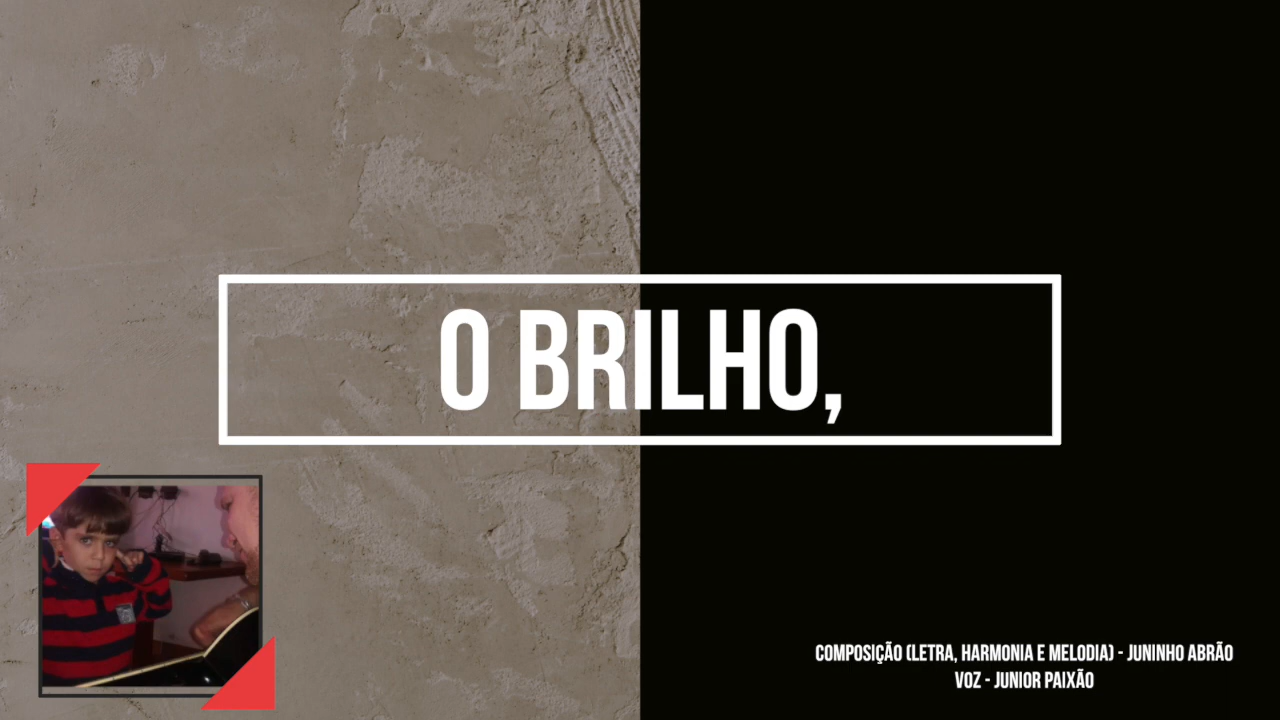 O BRILHO,
COMPOSIÇÃO (LETRA, HARMONIA E MELODIA) - JUNINHO ABRÃO
VOZ - JUNIOR PAIXÃO